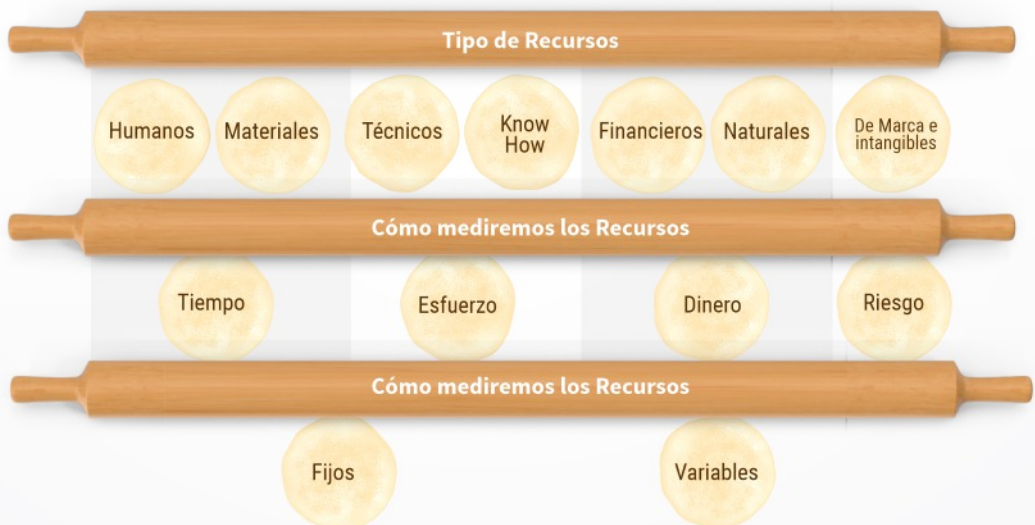 Tipo de Recursos
Humanos
Materiales
Técnicos
Know
How
Financieros
Naturales
De Marca e
intangibles
Cómo mediremos los Recursos
Tiempo
Esfuerzo
Dinero
Riesgo
Cómo mediremos los Recursos
Fijos
Variables